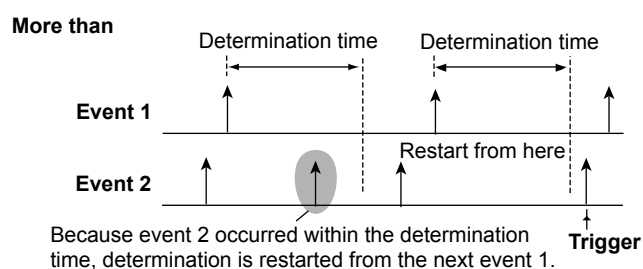 More than
Determination time Determination time
Event 1
Restart from here
Event 2
Because event 2 occurred within the determination
time, determination is restarted from the next event 1.
Trigger